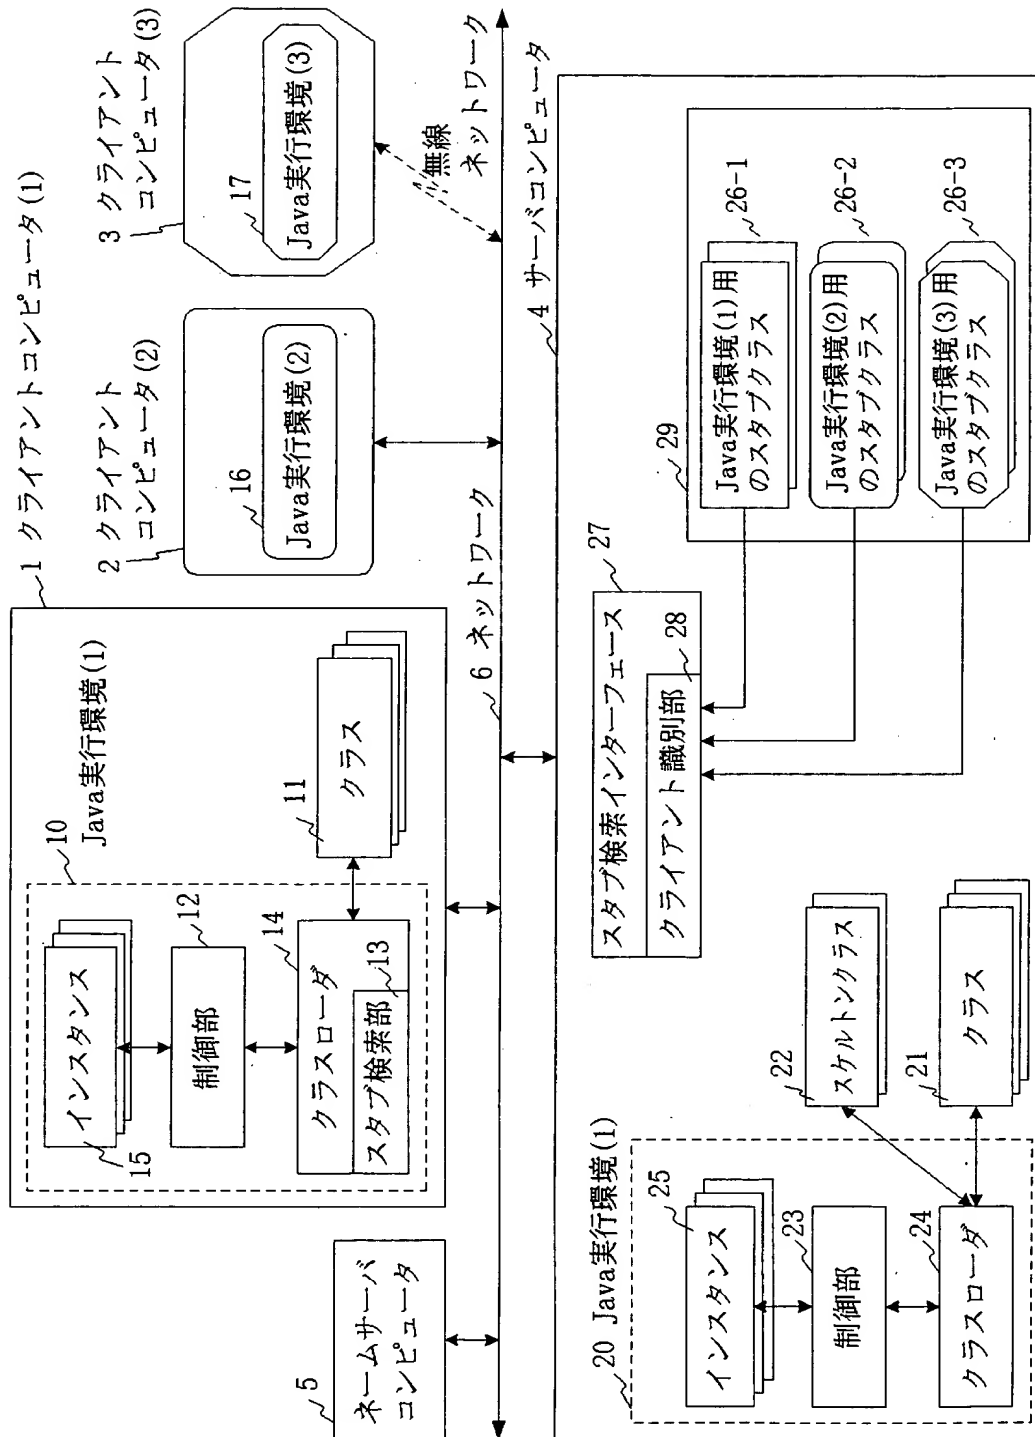 5
ネームサーバ
コンピュータ
1 クライアントコンピュータ(1)
10
Java実行環境(1)
15
インスタンス
12
制御部
14
クラスローダ
13
スタブ検索部
11
クラス
2 クライアント
コンピュータ(2)
16
Java実行環境(2)
3 クライアント
コンピュータ(3)
17
Java実行環境(3)
無線
ネットワーク
6 ネットワーク
4 サーバコンピュータ
20 Java実行環境(1)
25
インスタンス
23
制御部
24
クラスローダ
22
スケルトンクラス
21
クラス
27
スタブ検索インターフェース
28
クライアント識別部
29
Java実行環境(1)用
のスタブクラス
26-1
Java実行環境(2)用
のスタブクラス
26-2
Java実行環境(3)用
のスタブクラス
26-3